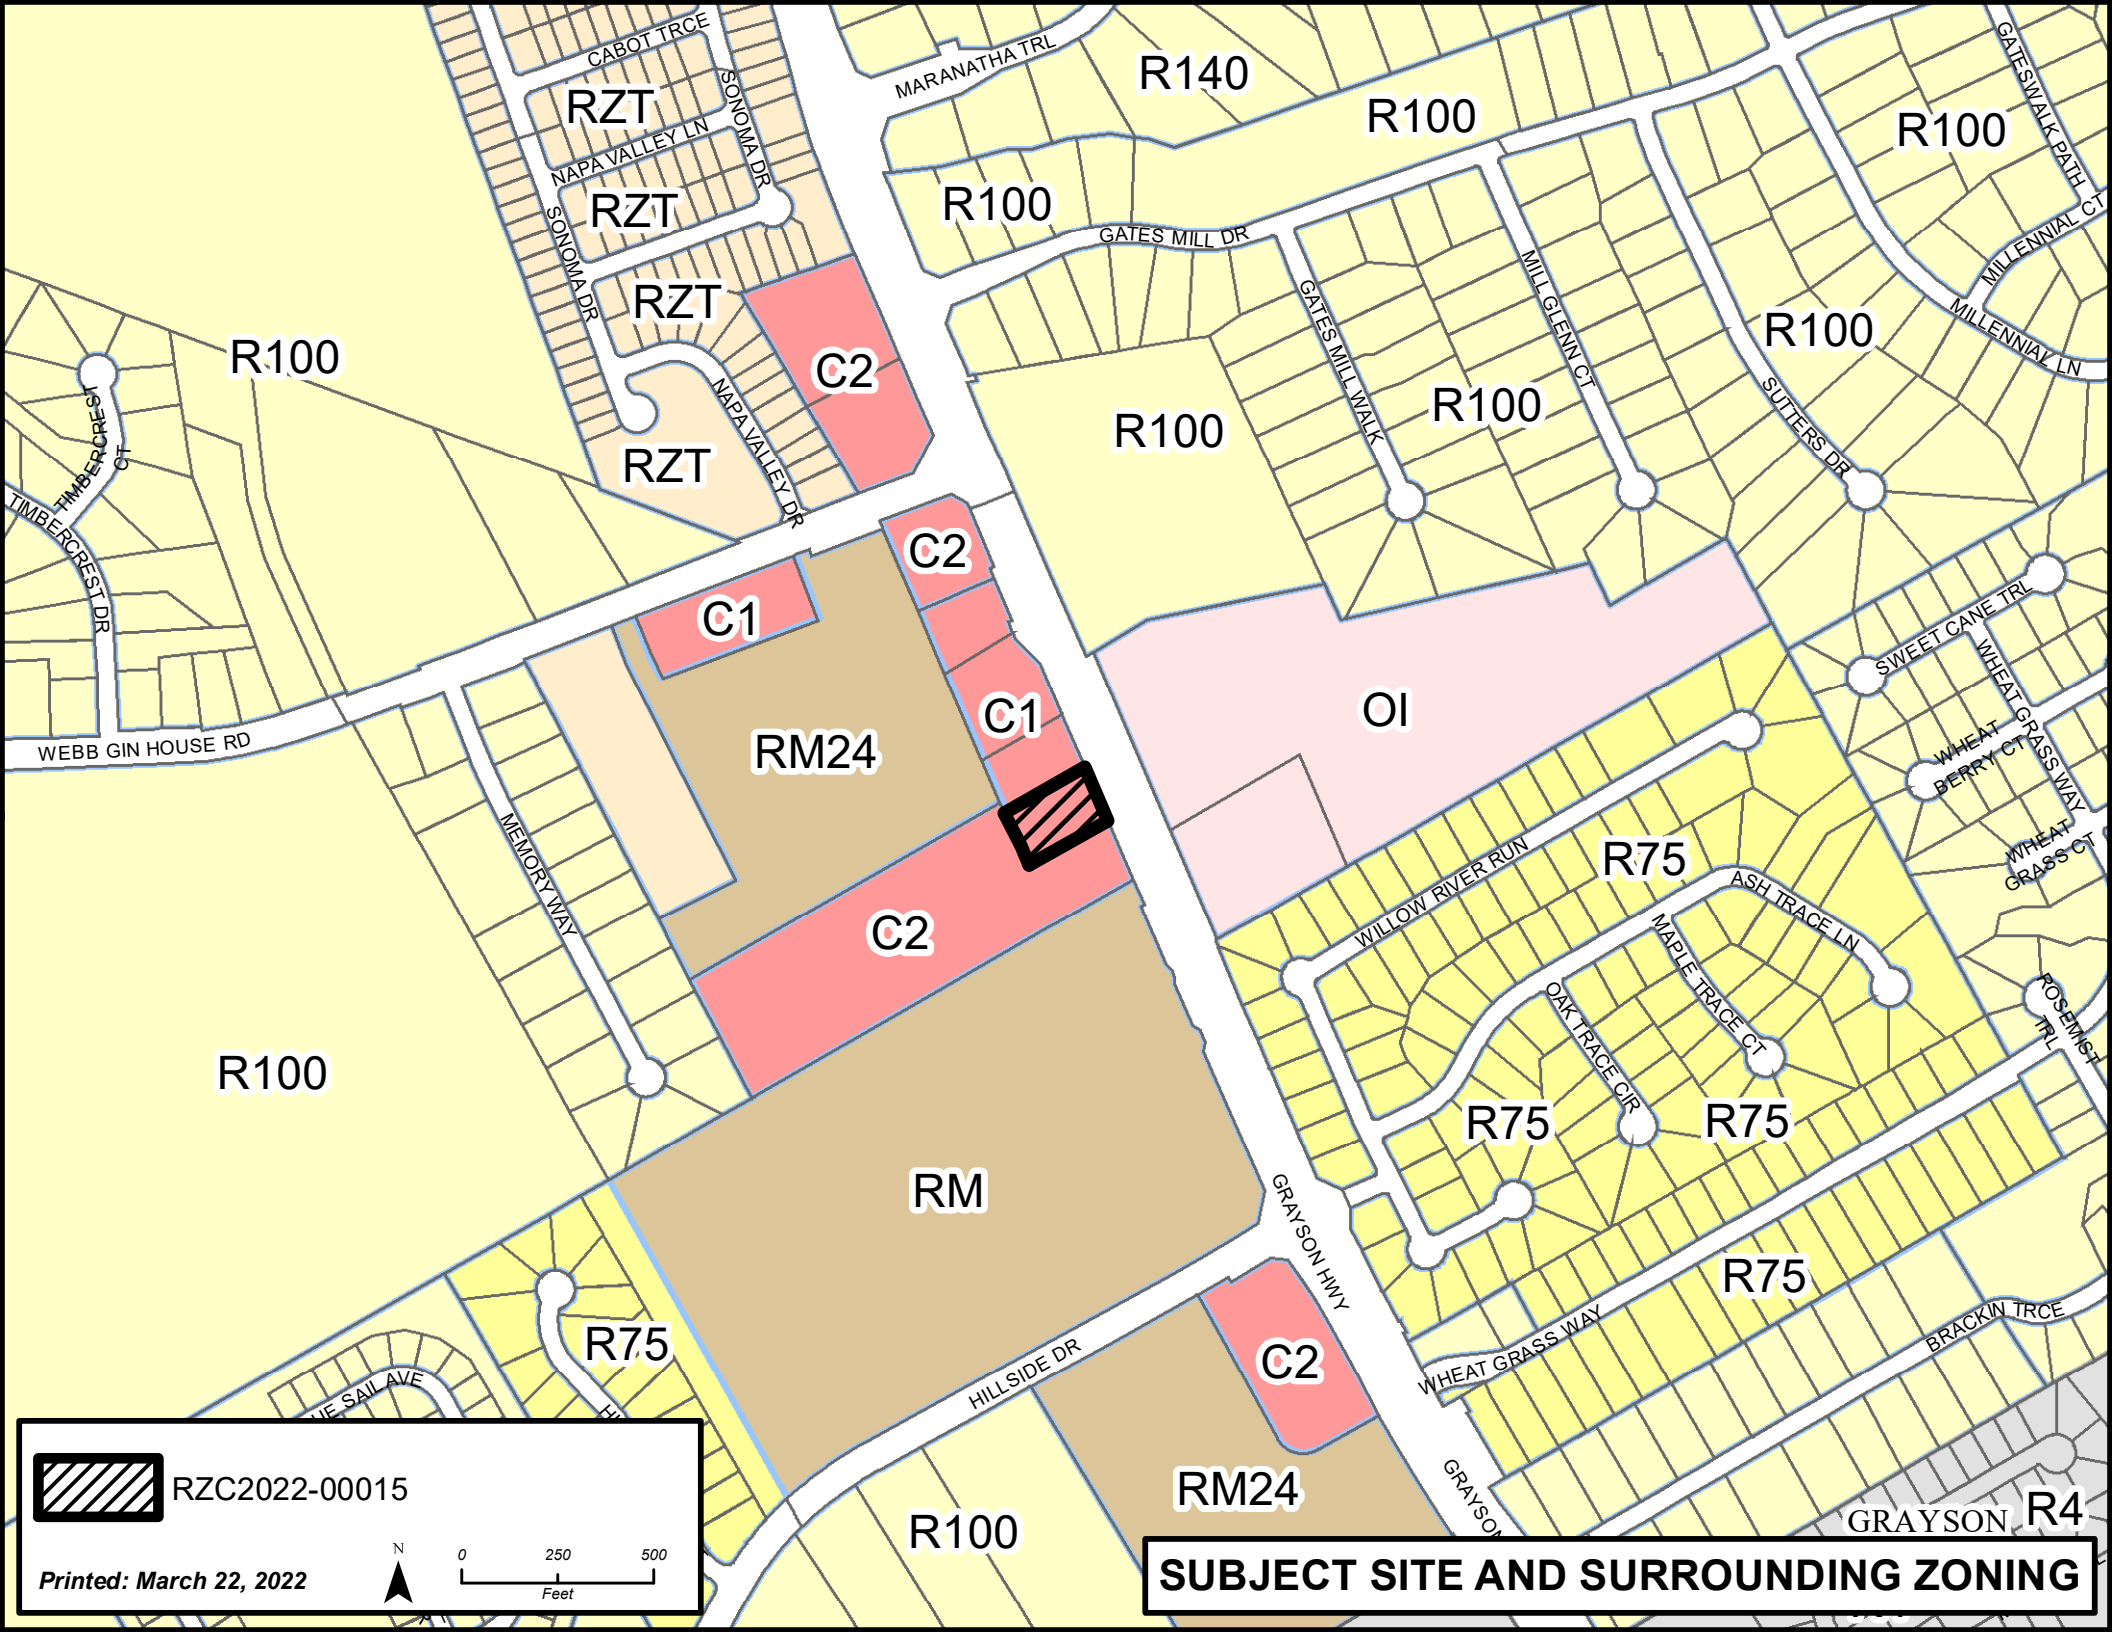 CABOT TRCE
MARANATHA TRL
R140
GATESWALK PATH
RZT
SONOMA DR
R100
R100
NAPA VALLEY LN
RZT
R100
SONOMA DR
GATES MILL DR
MILLENNIAL CT
RZT
GATES MILL WALK
MILL GLENN CT
R100
MILLENNIAL LN
R100
C2
TIMBERCREST
CT
NAPA VALLEY DR
R100
R100
SUTTERS DR
RZT
TIMBERCREST DR
C2
C1
SWEET CANE TRL
WHEAT GRASS WAY
C1
OI
WEBB GIN HOUSE RD
RM24
WHEAT
BERRY CT
MEMORY WAY
WILLOW RIVER RUN
R75
WHEAT
GRASS CT
ASH TRACE LN
C2
MAPLE TRACE CT
OAK TRACE CIR
ROSEMIST
TRL
R100
R75
R75
RM
GRAYSON HWY
R75
WHEAT GRASS WAY
BRACKIN TRCE
R75
HILLSIDE DR
C2
UE SAIL AVE
RM24
GRAYSON
R100
GRAYSON
R4
RZC2022-00015
N
0 250 500
Feet
Printed: March 22, 2022
SUBJECT SITE AND SURROUNDING ZONING